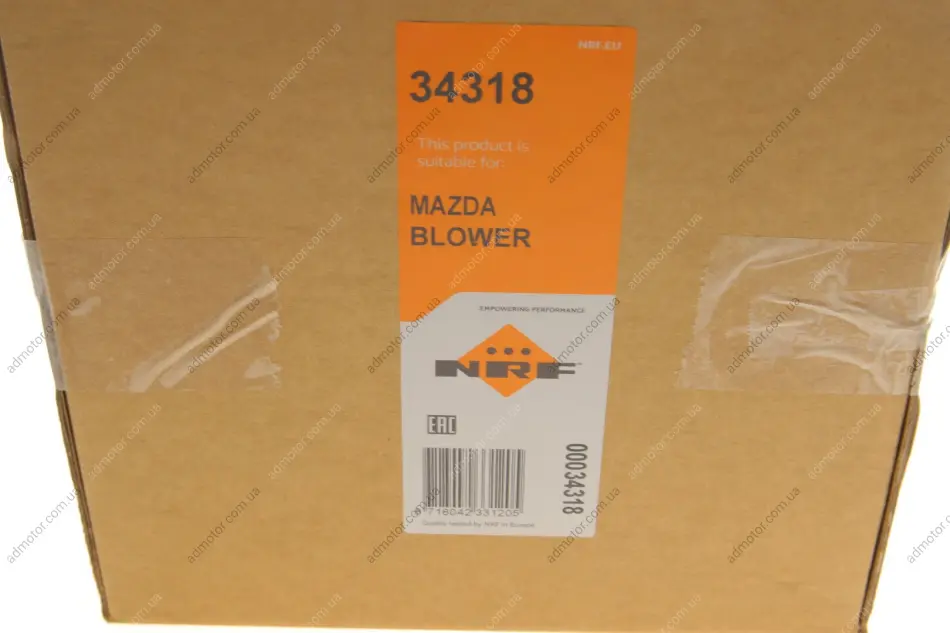 NRF.EU
34318
This product is
suitable for:
MAZDA
BLOWER
EMPOWERING PERFORMANCE
NRF
EAC
00034318
8 716042 331205
Quality tested by NRF in Europe
admotor.com.ua